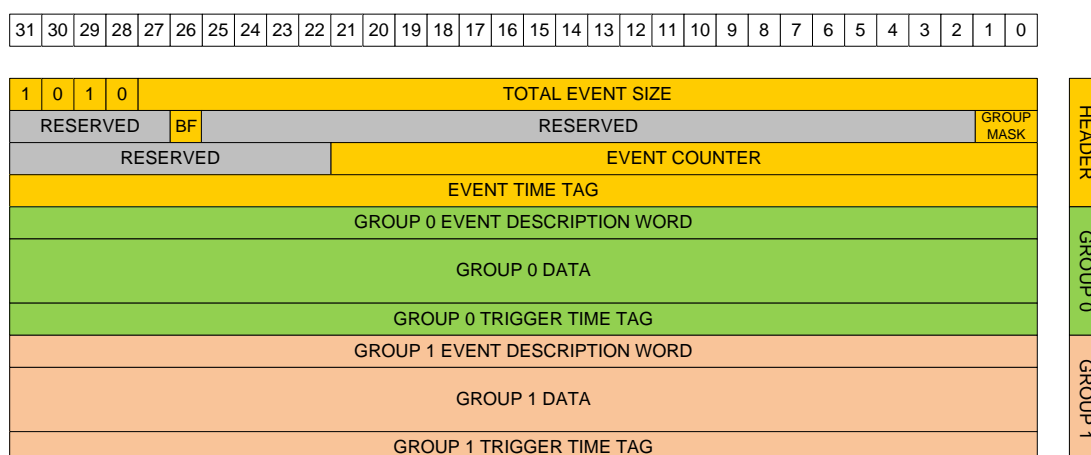 31 30 29 28 27 26 25 24 23 22 21 20 19 18 17 16 15 14 13 12 11 10 9 8 7 6 5 4 3 2 1 0
1 0 1 0 TOTAL EVENT SIZE
RESERVED BF RESERVED GROUP MASK
RESERVED EVENT COUNTER
EVENT TIME TAG
HEADER
GROUP 0 EVENT DESCRIPTION WORD
GROUP 0 DATA
GROUP 0 TRIGGER TIME TAG
GROUP 0
GROUP 1 EVENT DESCRIPTION WORD
GROUP 1 DATA
GROUP 1 TRIGGER TIME TAG
GROUP 1